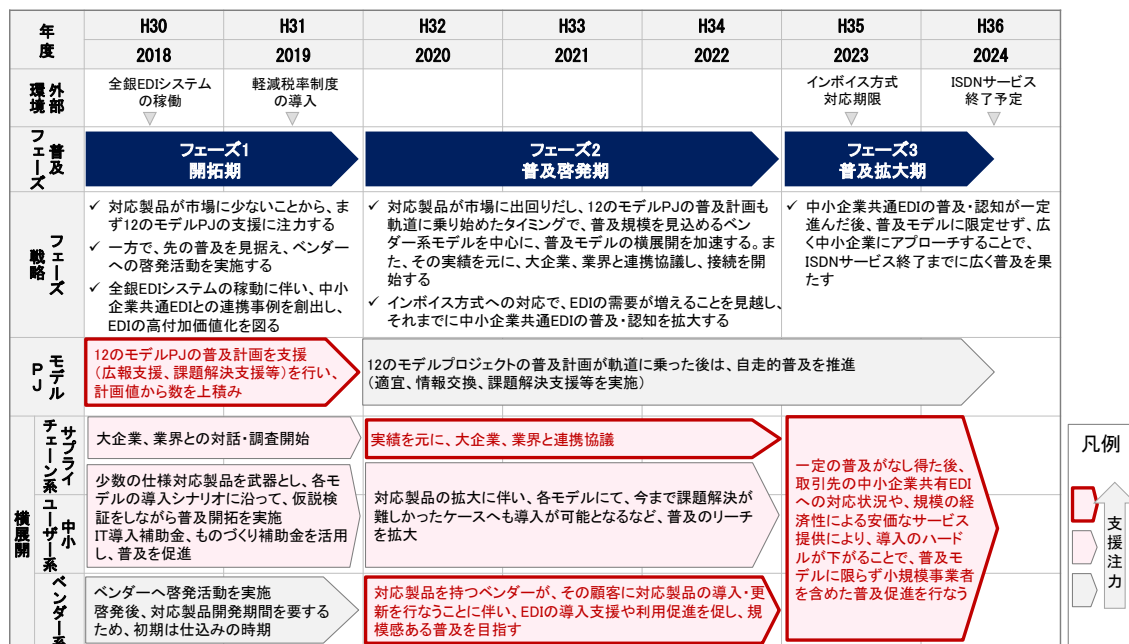 年度
H30
H31
H32
H33
H34
H35
H36
2018
2019
2020
2021
2022
2023
2024
外部環境
全銀EDIシステム
の稼働
軽減税率制度
の導入
インボイス方式
対応期限
ISDNサービス
終了予定
普及フェーズ
フェーズ1
開拓期
フェーズ2
普及啓発期
フェーズ3
普及拡大期
フェーズ戦略
✓ 対応製品が市場に少ないことから、ま
ず12のモデルPJの支援に注力する
✓ 一方で、先の普及を見据え、ベンダー
への啓発活動を実施する
✓ 全銀EDIシステムの稼働に伴い、中小
企業共通EDIとの連携事例を創出し、
EDIの高付加価値化を図る
✓ 対応製品が市場に出回りだし、12のモデルPJの普及計画も
軌道に乗り始めたタイミングで、普及規模を見込めるベン
ダー系モデルを中心に、普及モデルの横展開を加速する。ま
た、その実績を元に、大企業、業界と連携協議し、接続を開
始する
✓ インボイス方式への対応で、EDIの需要が増えることを見越し、
それまでに中小企業共通EDIの普及・認知を拡大する
✓ 中小企業共通EDIの普及・認知が一定
進んだ後、普及モデルに限定せず、広
く中小企業にアプローチすることで、
ISDNサービス終了までに広く普及を果
たす
モデルPJ
12のモデルPJの普及計画を支援
(広報支援、課題解決支援等)を行い、
計画値から数を上積み
12のモデルプロジェクトの普及計画が軌道に乗った後は、自走的普及を推進
(適宜、情報交換、課題解決支援等を実施)
横展開
サプライチェーン系
大企業、業界との対話・調査開始
実績を元に、大企業、業界と連携協議
中小ユーザー系
少数の仕様対応製品を武器とし、各モ
デルの導入シナリオに沿って、仮説検
証をしながら普及開拓を実施
IT導入補助金、ものづくり補助金を活用
し、普及を促進
対応製品の拡大に伴い、各モデルにて、今まで課題解決が
難しかったケースへも導入が可能となるなど、普及のリーチ
を拡大
ベンダー系
ベンダーへ啓発活動を実施
啓発後、対応製品開発期間を要する
ため、初期は仕込みの時期
対応製品を持つベンダーが、その顧客に対応製品の導入・更
新を行なうことに伴い、EDIの導入支援や利用促進を促し、規
模感ある普及を目指す
一定の普及がなし得た後、
取引先の中小企業共有EDI
への対応状況や、規模の経
済性による安価なサービス
提供により、導入のハード
ルが下がることで、普及モ
デルに限らず小規模事業者
を含めた普及促進を行なう
凡例
支援注力